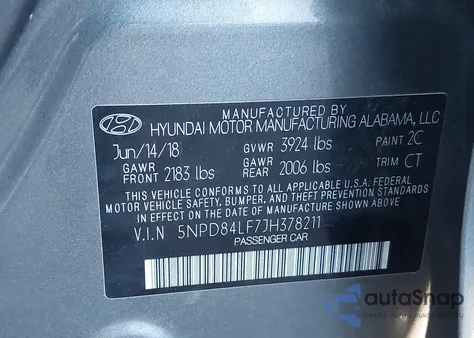 MANUFACTURED BY
HYUNDAI MOTOR MANUFACTURING ALABAMA, LLC
Jun/14/18 GVWR 3924 lbs PAINT 2C
GAWR FRONT 2183 lbs GAWR REAR 2006 lbs TRIM CT
THIS VEHICLE CONFORMS TO ALL APPLICABLE U.S.A. FEDERAL
MOTOR VEHICLE SAFETY, BUMPER, AND THEFT PREVENTION
STANDARDS IN EFFECT ON THE DATE OF MANUFACTURE SHOWN ABOVE.
V.I.N 5NPD84LF7JH378211
PASSENGER CAR
autoSnap